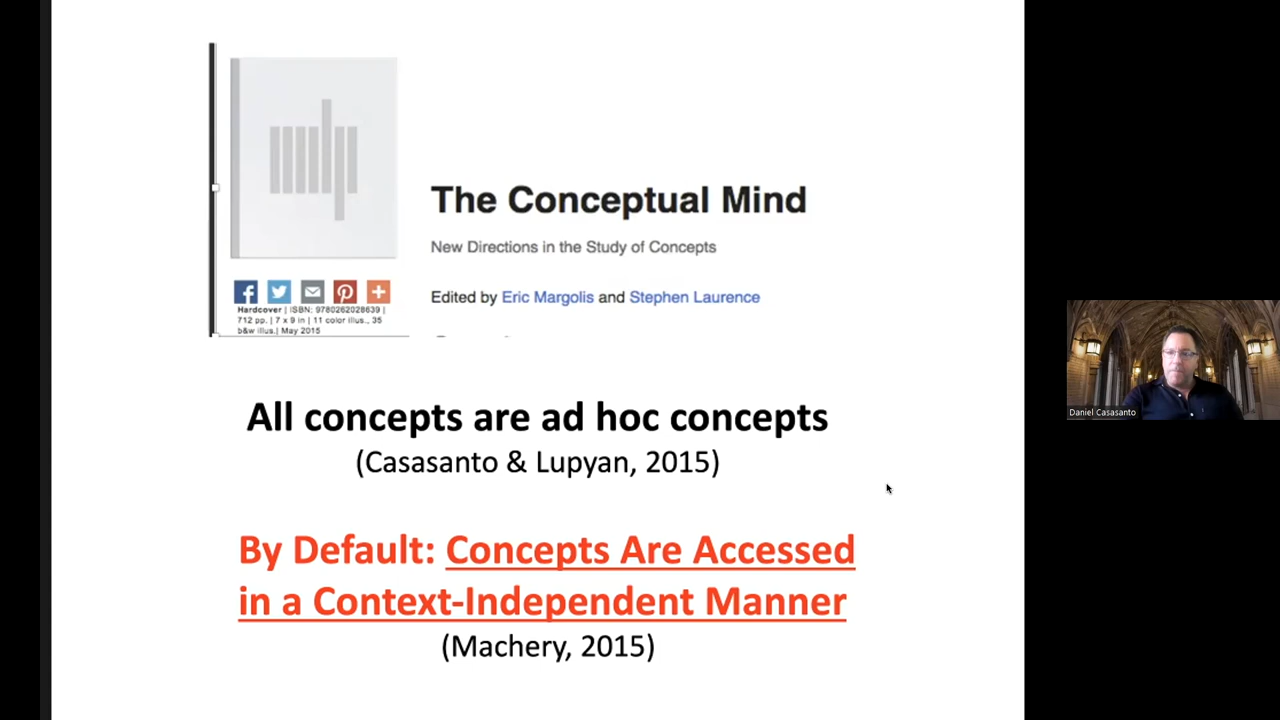 The Conceptual Mind
New Directions in the Study of Concepts
Edited by Eric Margolis and Stephen Laurence
Hardcover | ISBN: 9780262028639 |
712 pp. | 7 x 9 in | 11 color illus., 35
b&w illus.| May 2015
All concepts are ad hoc concepts
(Casasanto & Lupyan, 2015)
By Default: Concepts Are Accessed
in a Context-Independent Manner
(Machery, 2015)
Daniel Casasanto